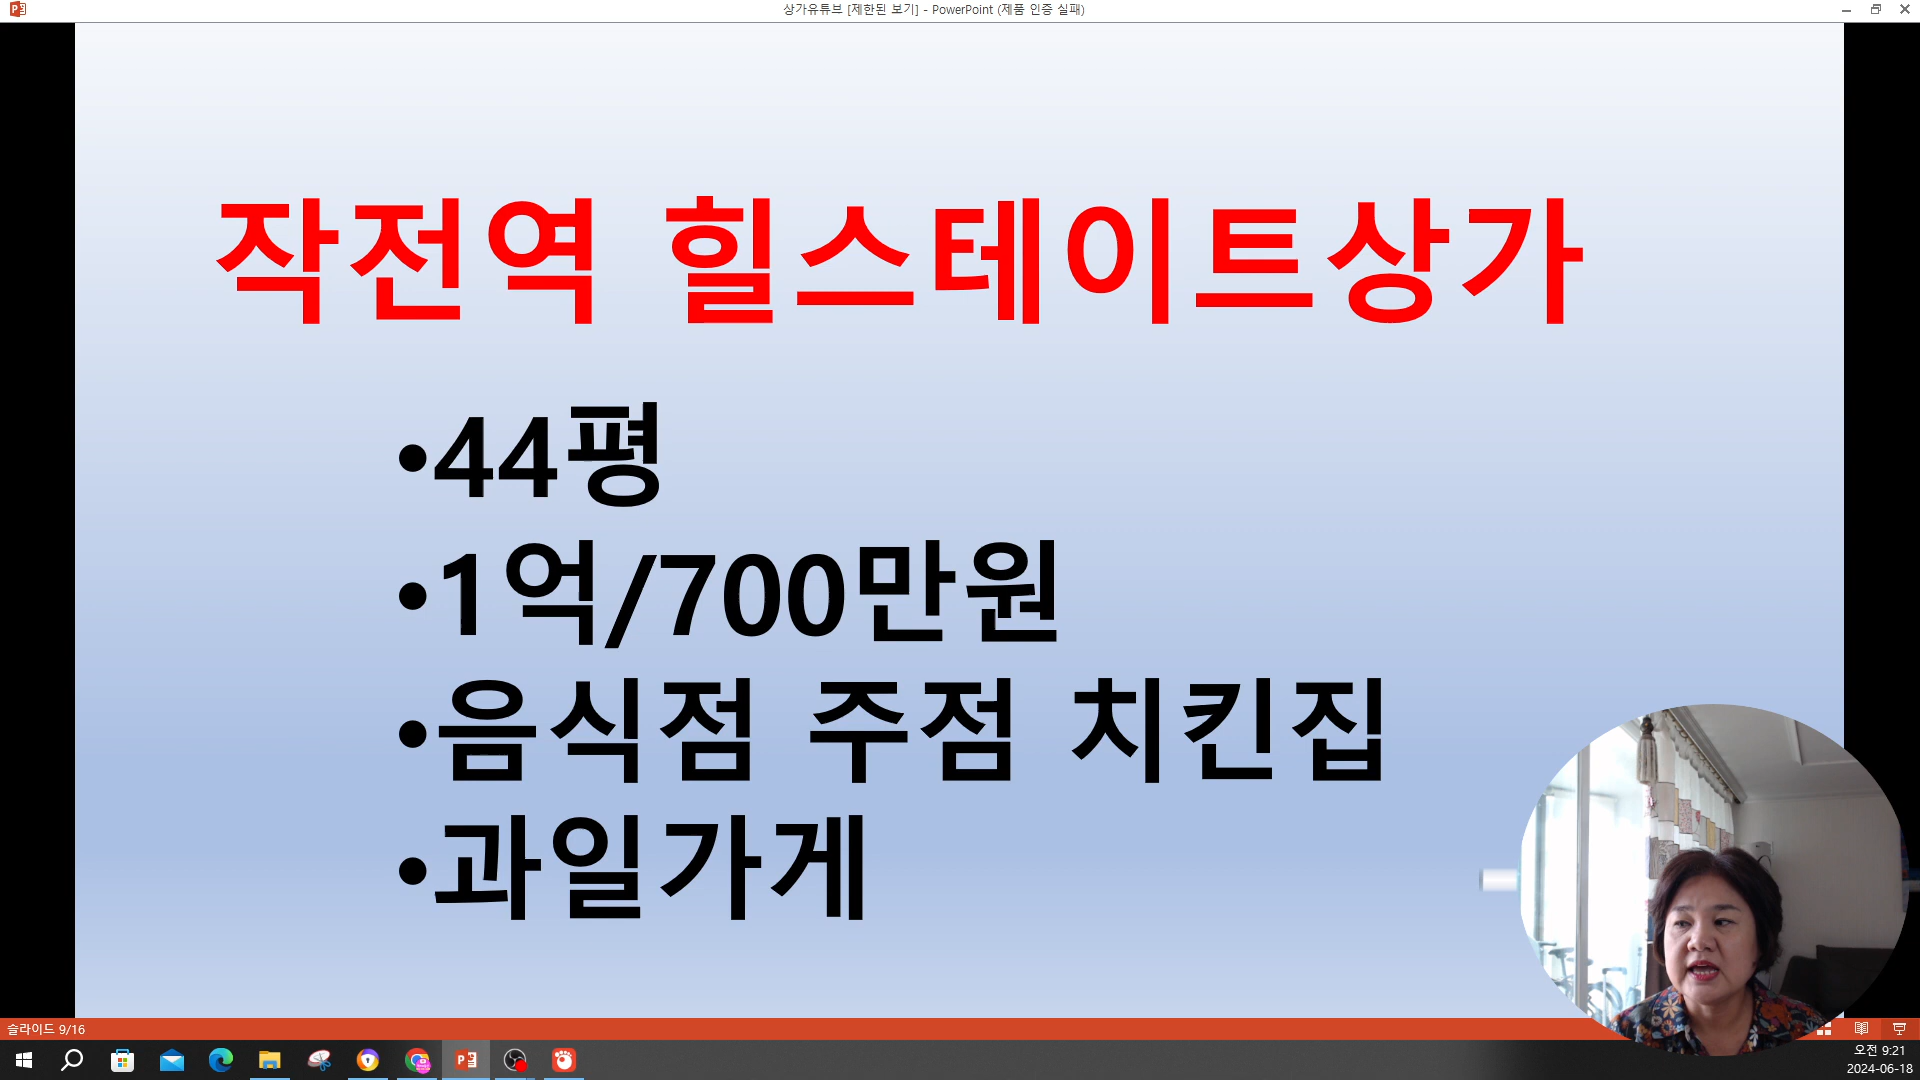 상가유튜브 [제한된 보기] - PowerPoint (제품 인증 실패)
작전역 힐스테이트상가
•44평
•1억/700만원
•음식점 주점 치킨집
•과일가게
슬라이드 9/16
오전 9:21
2024-06-18